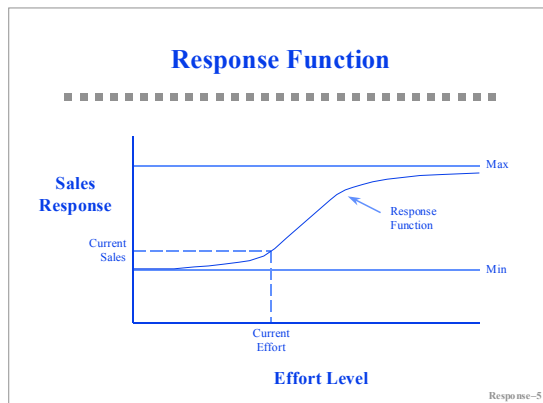 Response Function
Max
Sales
Response
Response
Function
Current
Sales
Min
Current
Effort
Effort Level
Response–5